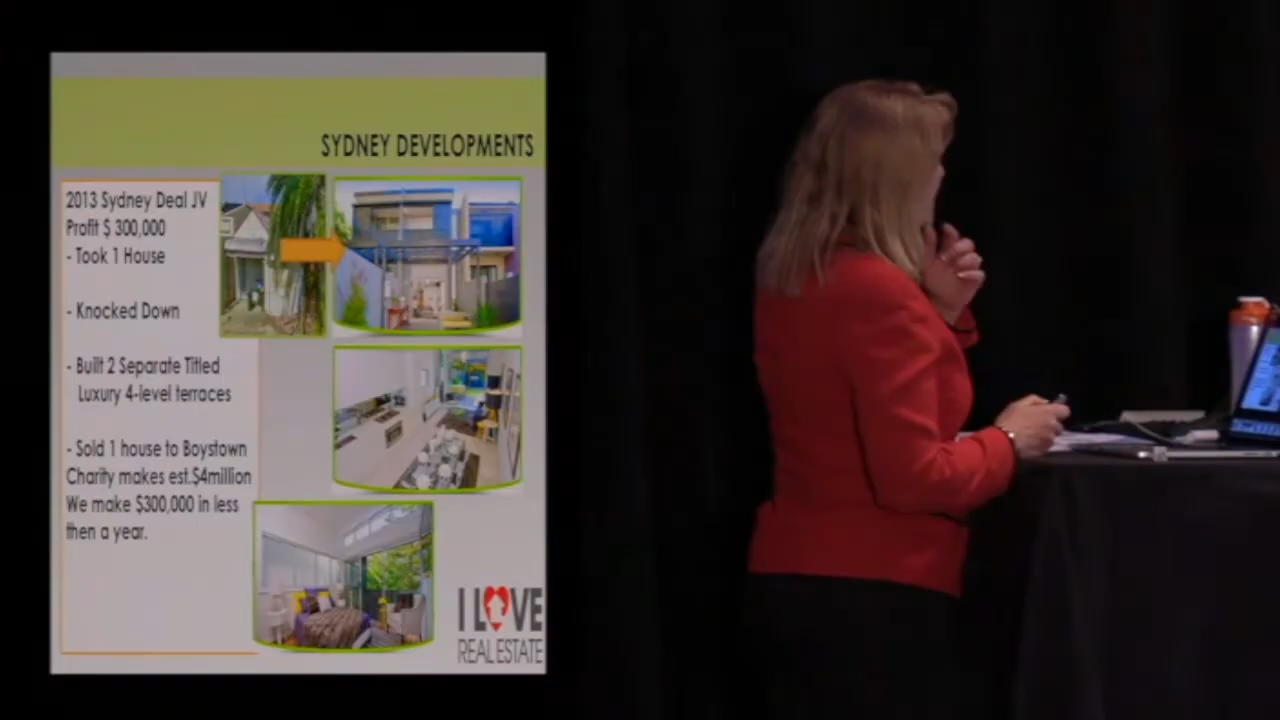 SYDNEY DEVELOPMENTS
2013 Sydney Deal JV
Profit $ 300,000
- Took 1 House
- Knocked Down
- Built 2 Separate Titled
Luxury 4-level terraces
- Sold 1 house to Boystown
Charity makes est.$4million
We make $300,000 in less
then a year.
I LOVE
REAL ESTATE